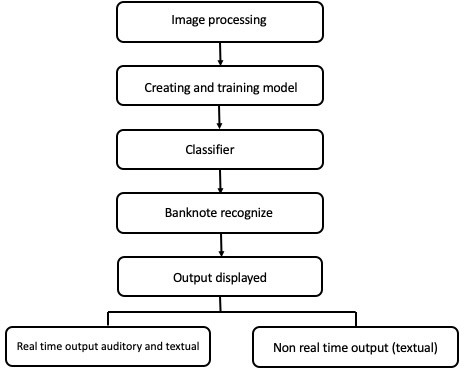 Image processing
Creating and training model
Classifier
Banknote recognize
Output displayed
Real time output auditory and textual
Non real time output (textual)